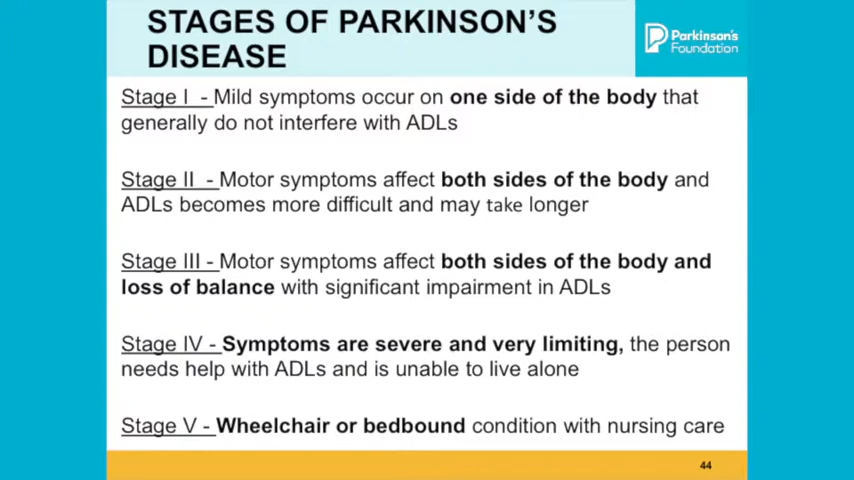 STAGES OF PARKINSON'S
DISEASE
Parkinson's
Foundation
Stage I - Mild symptoms occur on one side of the body that
generally do not interfere with ADLs
Stage II - Motor symptoms affect both sides of the body and
ADLs becomes more difficult and may take longer
Stage III - Motor symptoms affect both sides of the body and
loss of balance with significant impairment in ADLs
Stage IV - Symptoms are severe and very limiting, the person
needs help with ADLs and is unable to live alone
Stage V - Wheelchair or bedbound condition with nursing care
44